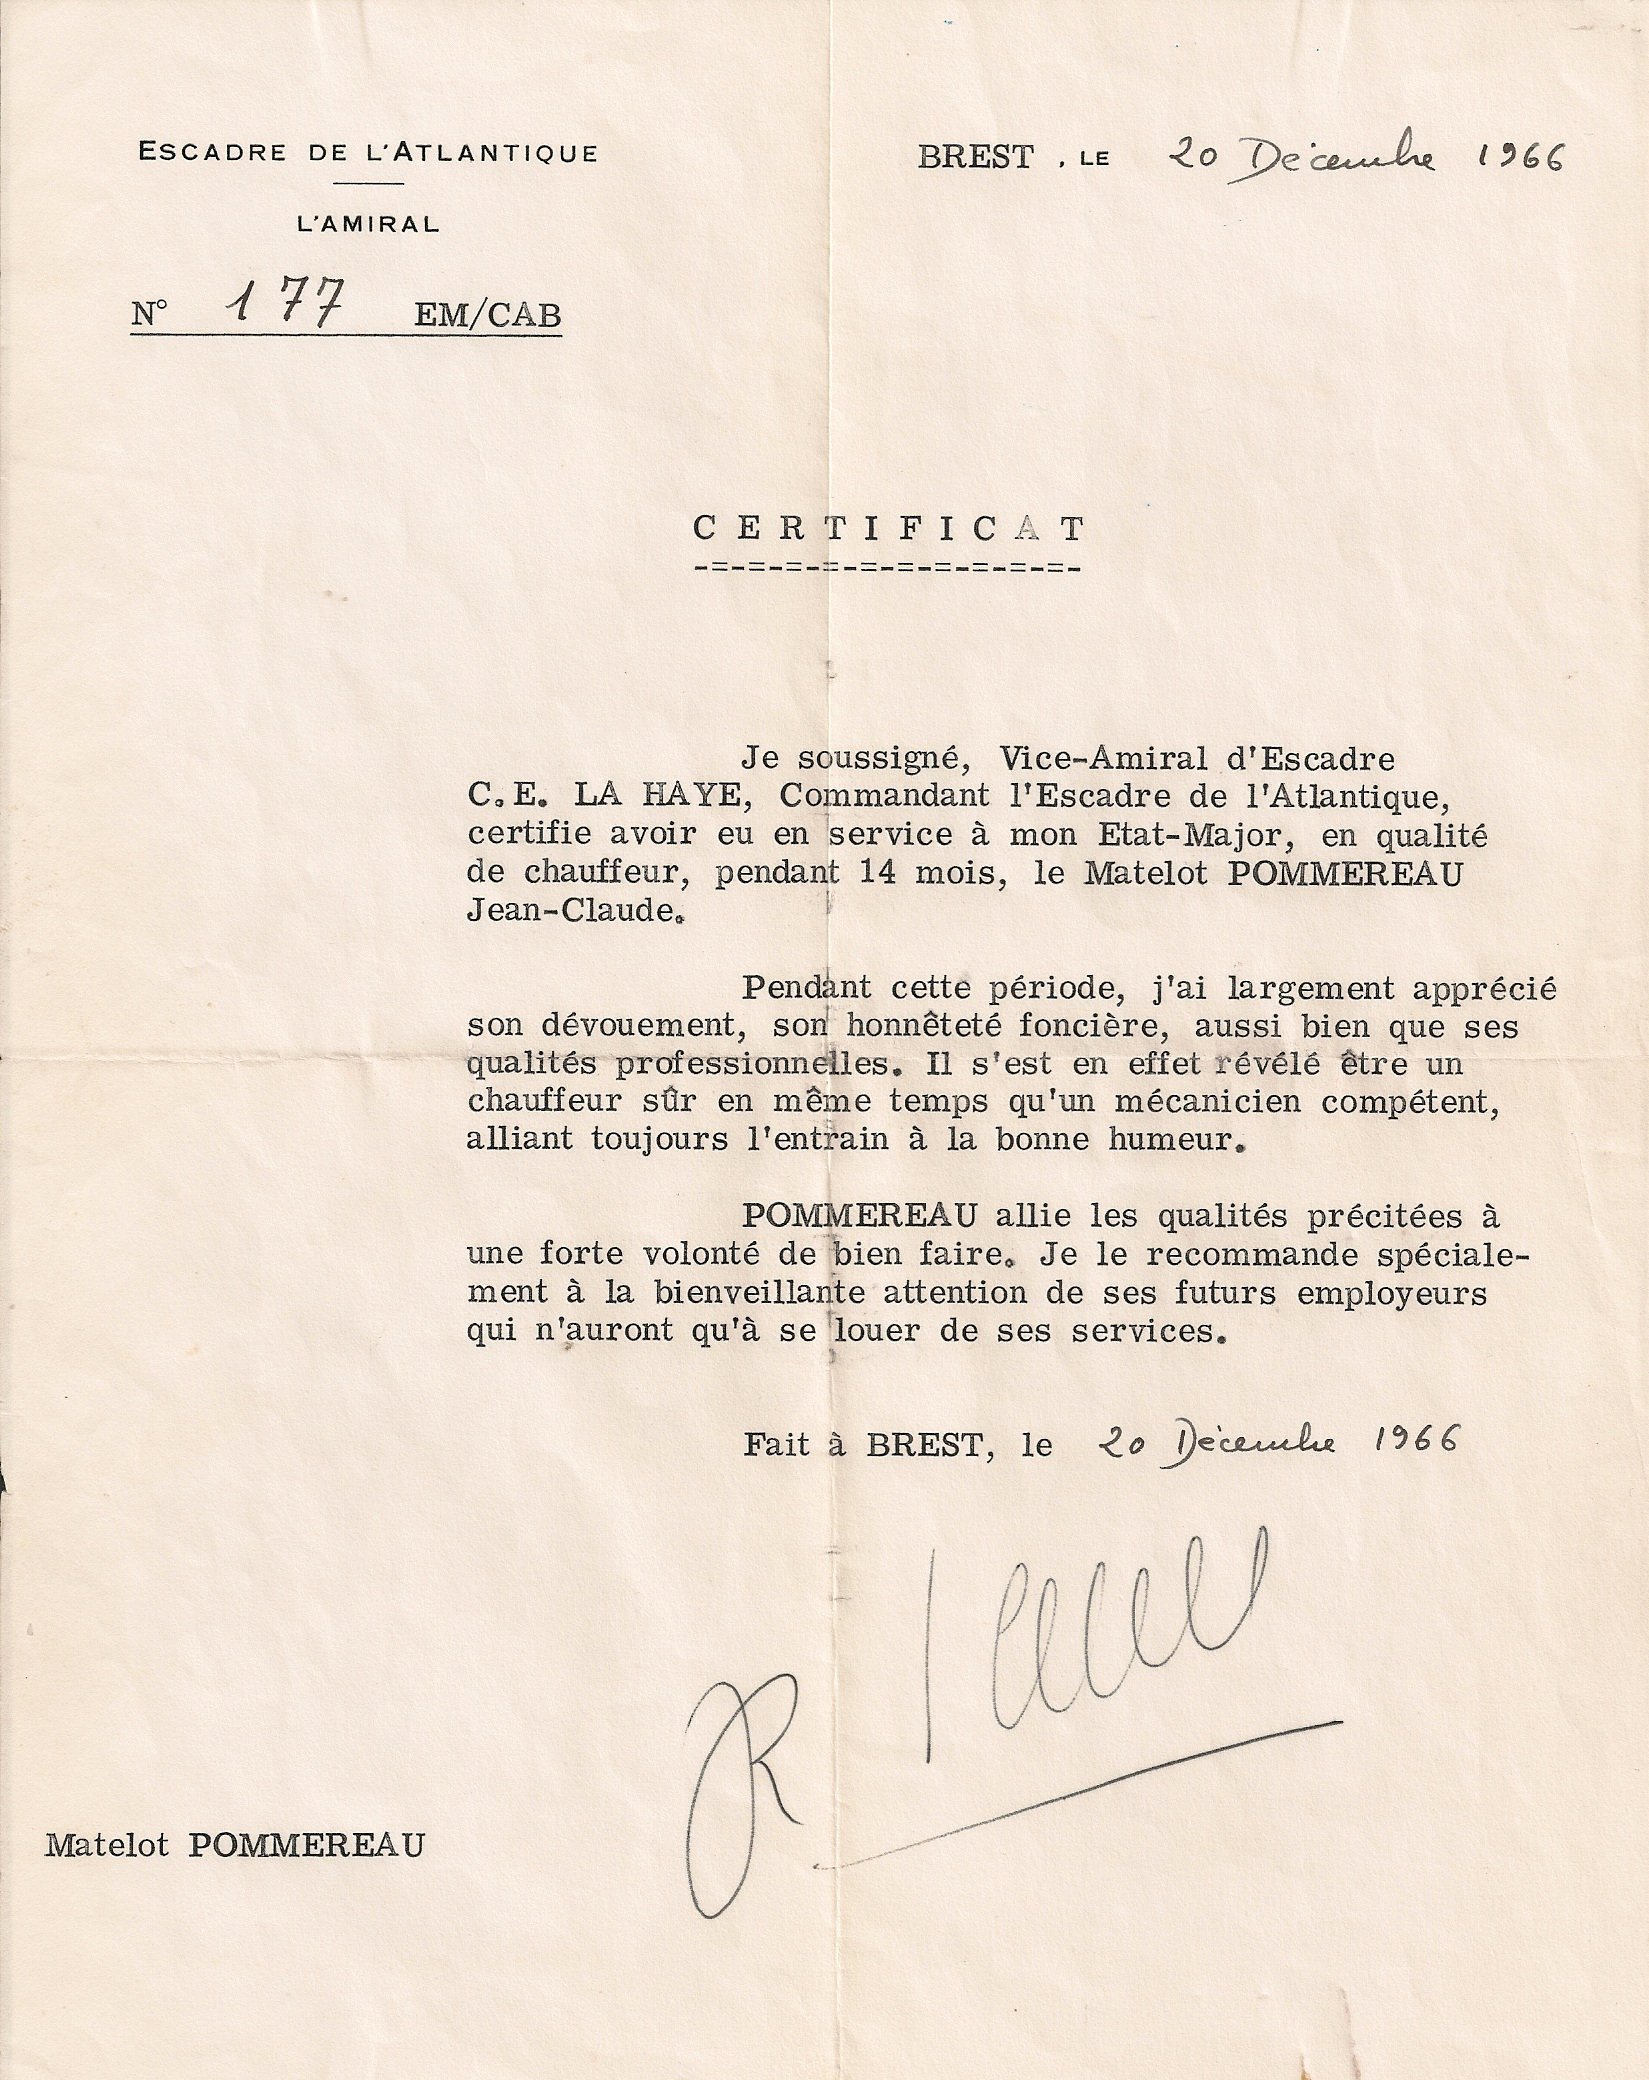 ESCADRE DE L'ATLANTIQUE
BREST , LE 20 Décembre 1966
L'AMIRAL
N° 177 EM/CAB
CERTIFICAT
-=-=-=-=-=-=-=-=-=-=-
Je soussigné, Vice-Amiral d'Escadre
C.E. LA HAYE, Commandant l'Escadre de l'Atlantique,
certifie avoir eu en service à mon Etat-Major, en qualité
de chauffeur, pendant 14 mois, le Matelot POMMEREAU
Jean-Claude.
Pendant cette période, j'ai largement apprécié
son dévouement, son honnêteté foncière, aussi bien que ses
qualités professionnelles. Il s'est en effet révélé être un
chauffeur sûr en même temps qu'un mécanicien compétent,
alliant toujours l'entrain à la bonne humeur.
POMMEREAU allie les qualités précitées à
une forte volonté de bien faire. Je le recommande spéciale-
ment à la bienveillante attention de ses futurs employeurs
qui n'auront qu'à se louer de ses services.
Fait à BREST, le 20 Décembre 1966
Matelot POMMEREAU